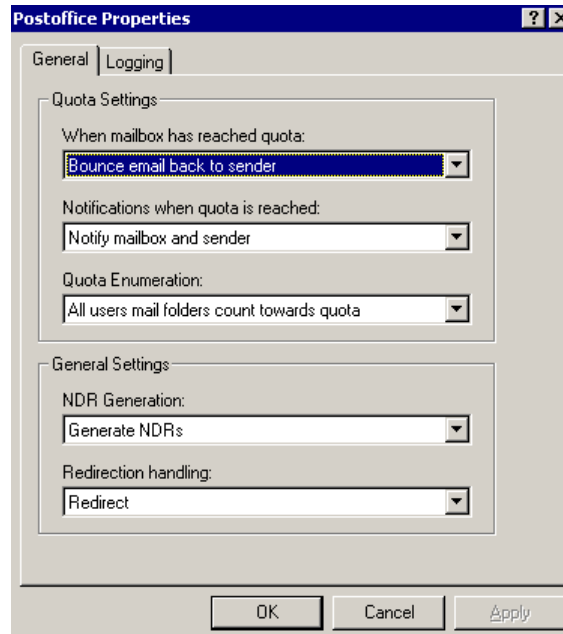 Postoffice Properties
General
Logging
Quota Settings
When mailbox has reached quota:
Bounce email back to sender
Notifications when quota is reached:
Notify mailbox and sender
Quota Enumeration:
All users mail folders count towards quota
General Settings
NDR Generation:
Generate NDRs
Redirection handling:
Redirect
OK Cancel Apply